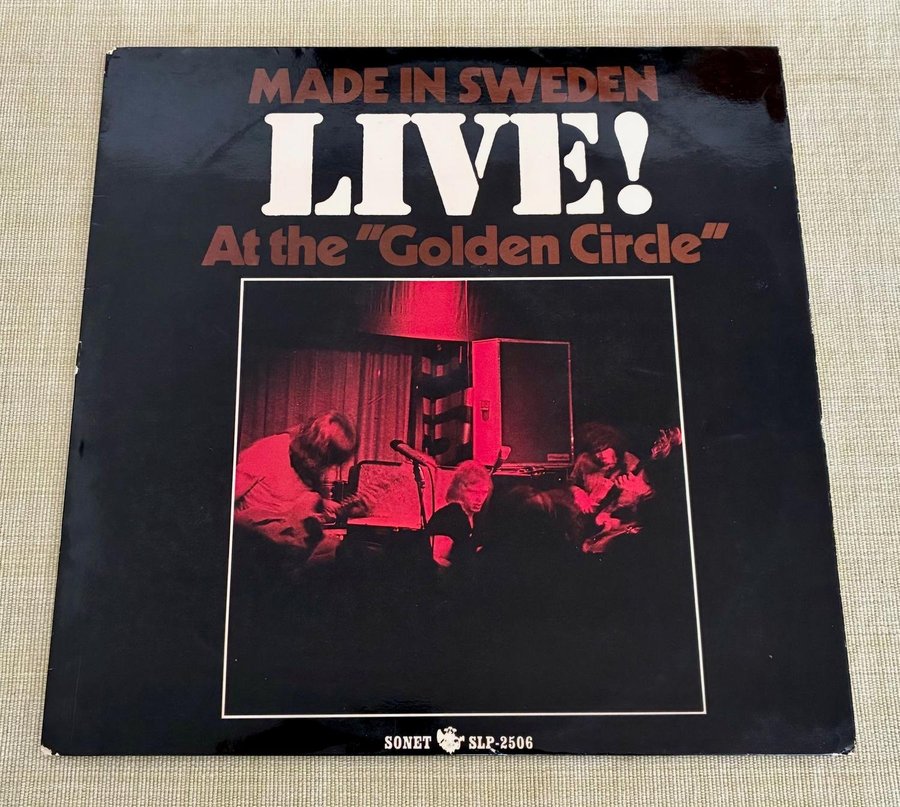 MADE IN SWEDEN
LIVE!
At the "Golden Circle"
SONET SLP-2506